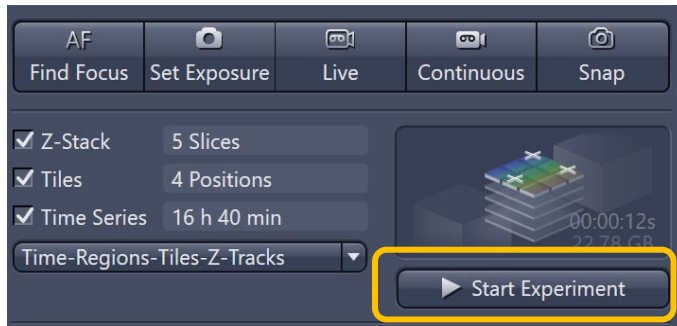 AF
Find Focus Set Exposure Live Continuous Snap
Z-Stack 5 Slices
Tiles 4 Positions
Time Series 16 h 40 min
00:00:12s
22.78 GB
Time-Regions-Tiles-Z-Tracks
Start Experiment